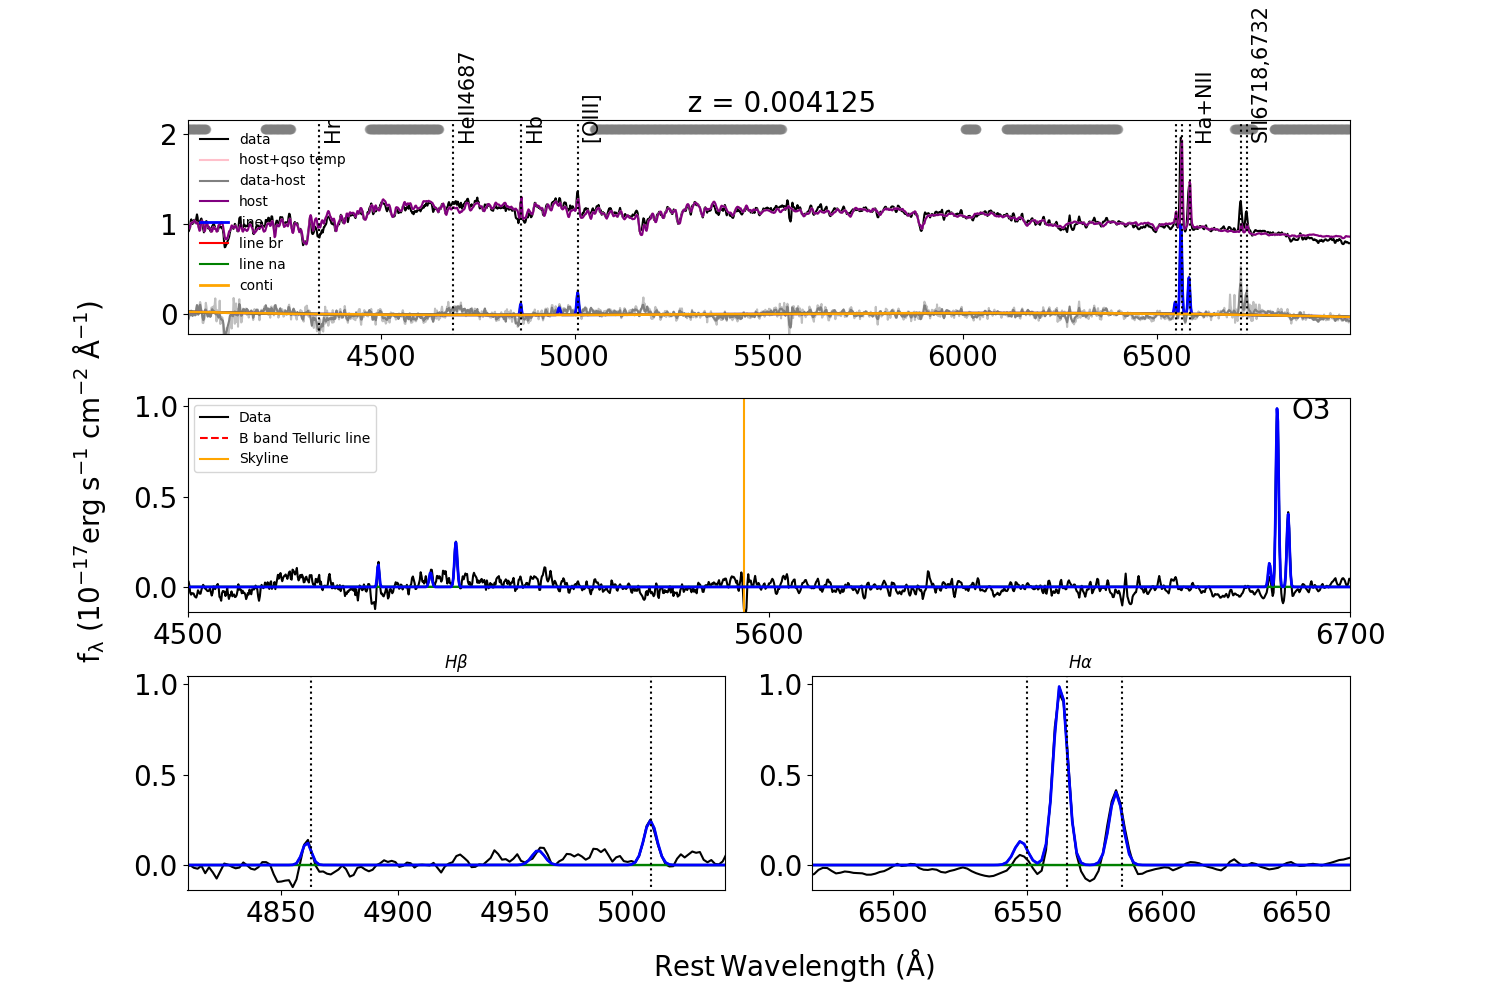 z = 0.004125
Hr
HeII4687
Hb
[OIII]
Ha+NII
SII6718,6732
data
host+qso temp
data-host
host
line
line br
line na
conti
2
1
0
4500
5000
5500
6000
6500
fλ (10−17erg s−1 cm−2 Å−1)
Data
B band Telluric line
Skyline
O3
1.0
0.5
0.0
4500
5600
6700
Hβ
1.0
0.5
0.0
4850
4900
4950
5000
Hα
1.0
0.5
0.0
6500
6550
6600
6650
Rest Wavelength (Å)